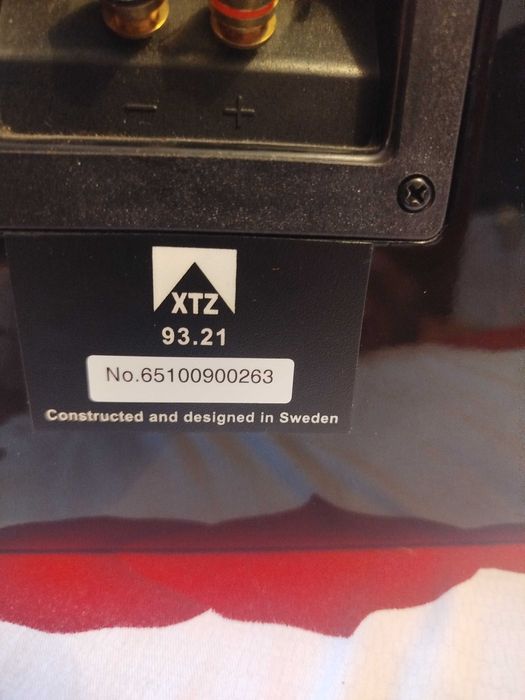 - +
XTZ
93.21
No.65100900263
Constructed and designed in Sweden